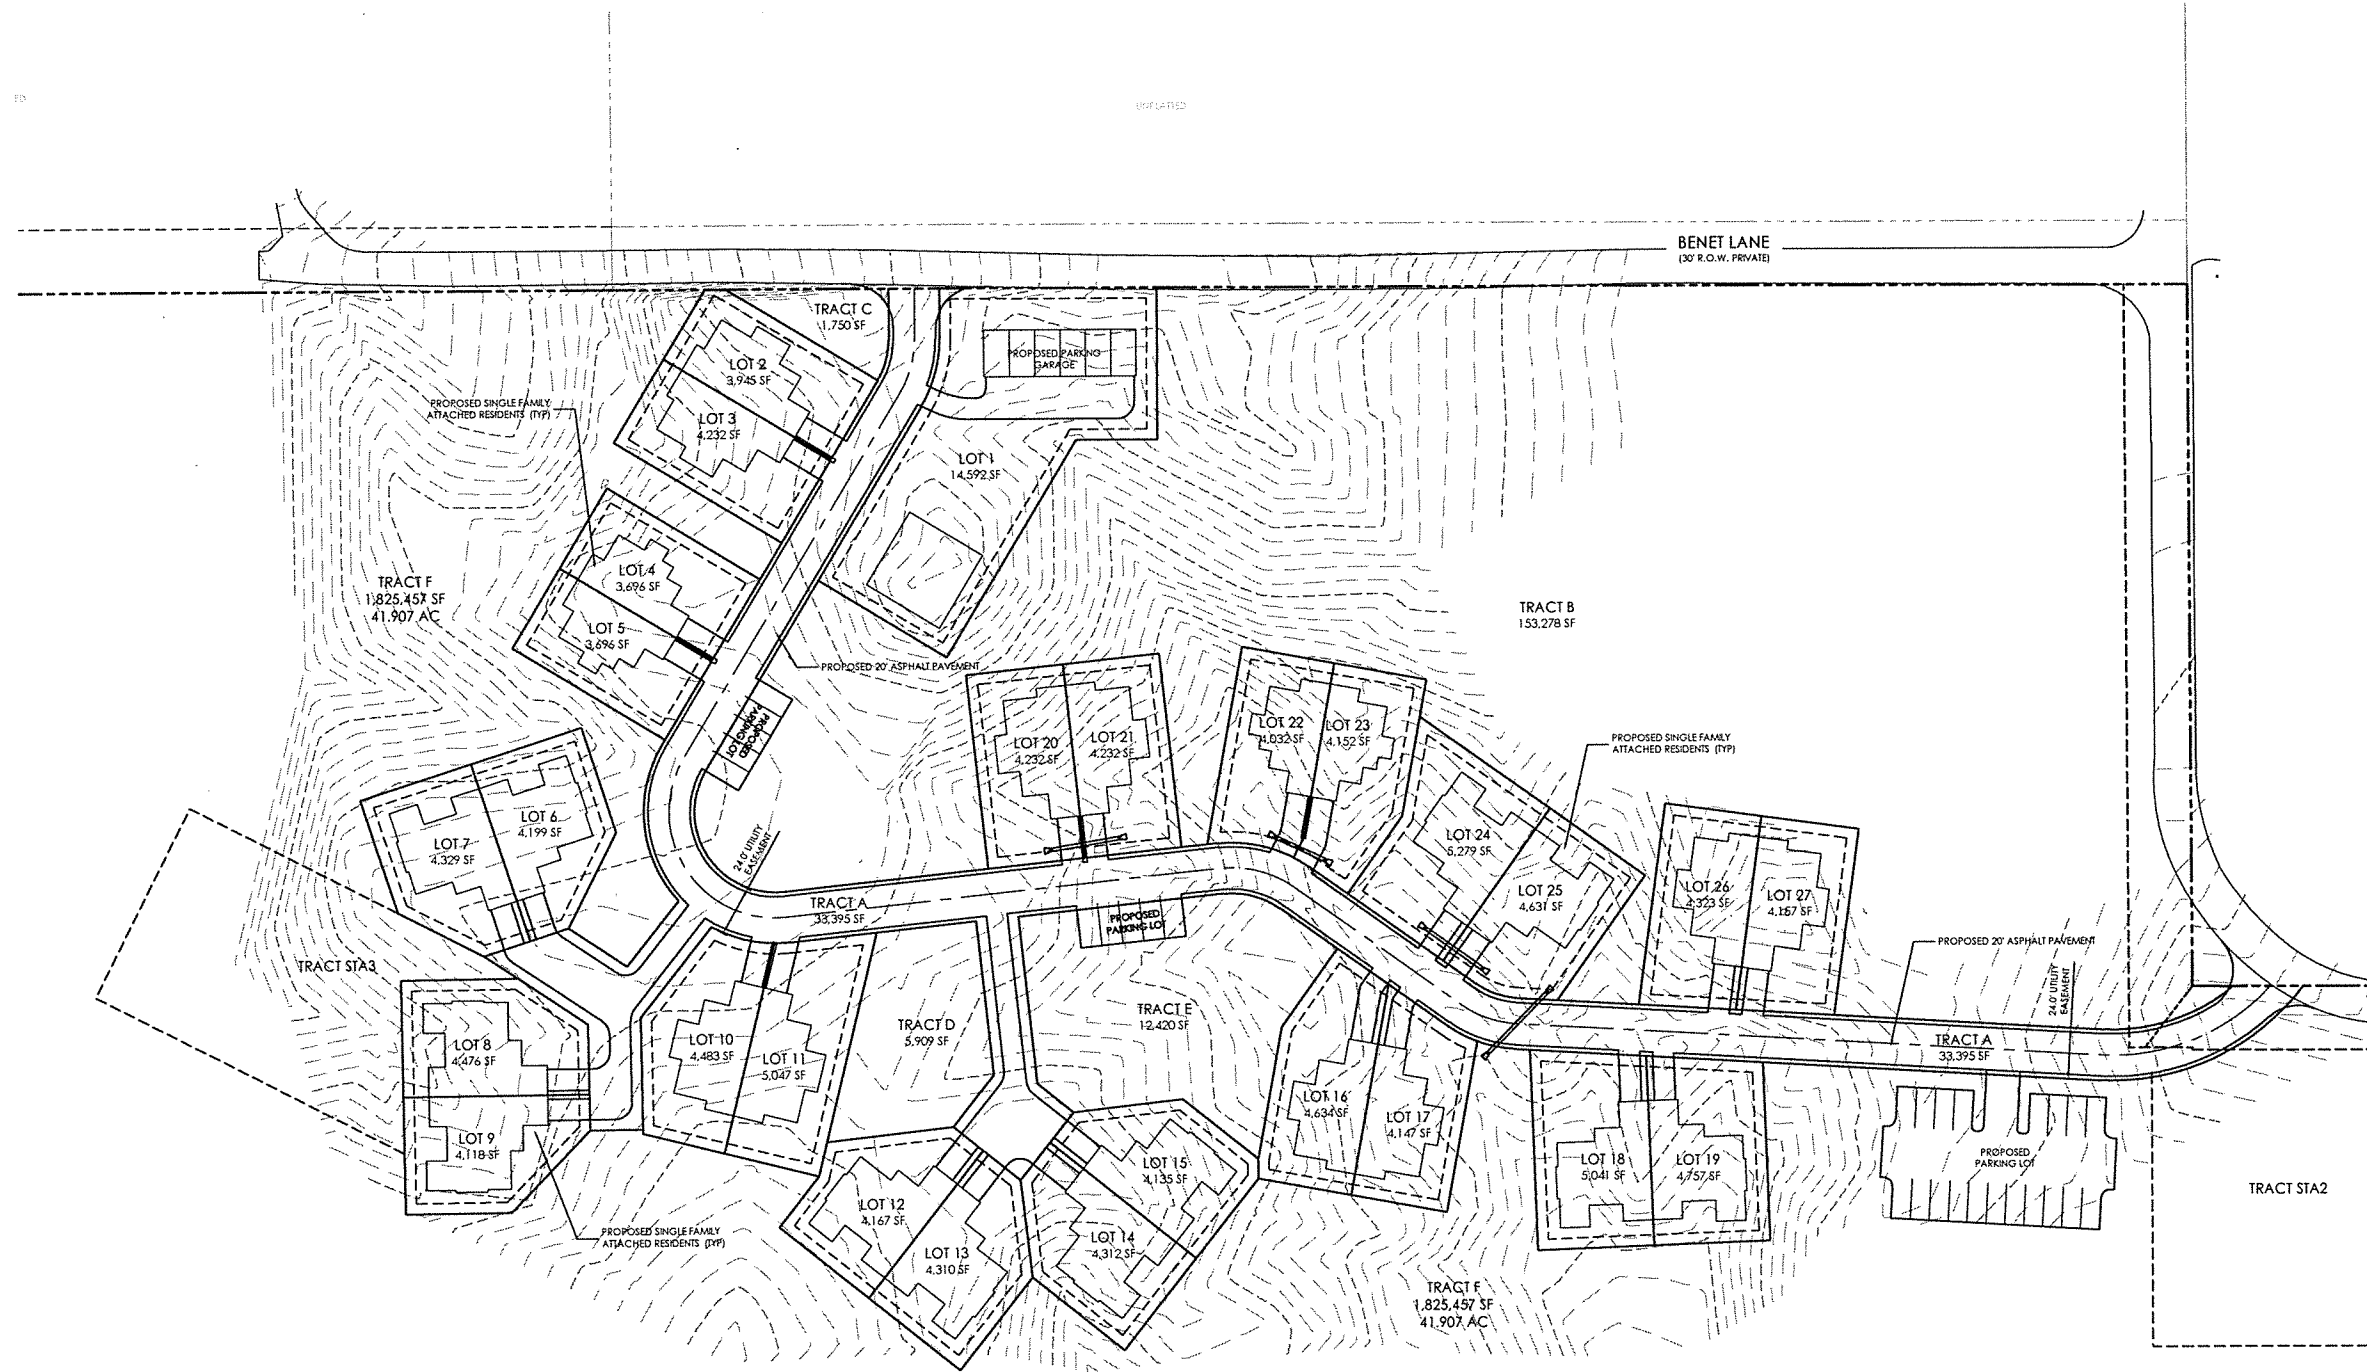 ED
UNPLATTED
BENET LANE
(30' R.O.W. PRIVATE)
TRACT C
1,750 SF
PROPOSED PARKING
GARAGE
LOT 2
3,945 SF
PROPOSED SINGLE FAMILY
ATTACHED RESIDENTS (TYP)
LOT 3
4,232 SF
LOT 1
14,592 SF
LOT 4
3,696 SF
TRACT F
1,825,457 SF
41.907 AC
LOT 5
3,696 SF
TRACT B
153,278 SF
PROPOSED 20' ASPHALT PAVEMENT
PROPOSED
PARKING LOT
LOT 20
4,232 SF
LOT 21
4,232 SF
LOT 22
4,032 SF
LOT 23
4,152 SF
PROPOSED SINGLE FAMILY
ATTACHED RESIDENTS (TYP)
LOT 6
4,199 SF
LOT 7
4,329 SF
24.0' UTILITY
EASEMENT
LOT 24
5,279 SF
LOT 25
4,631 SF
LOT 26
4,323 SF
LOT 27
4,157 SF
TRACT A
33,395 SF
PROPOSED
PARKING LOT
PROPOSED 20' ASPHALT PAVEMENT
24.0' UTILITY
EASEMENT
TRACT STA3
TRACT E
12,420 SF
TRACT D
5,909 SF
LOT 10
4,483 SF
LOT 11
5,047 SF
LOT 8
4,476 SF
TRACT A
33,395 SF
LOT 16
4,634 SF
LOT 17
4,147 SF
LOT 9
4,118 SF
LOT 15
4,135 SF
LOT 18
5,041 SF
LOT 19
4,757 SF
PROPOSED
PARKING LOT
TRACT STA2
LOT 12
4,167 SF
PROPOSED SINGLE FAMILY
ATTACHED RESIDENTS (TYP)
LOT 14
4,312 SF
LOT 13
4,310 SF
TRACT F
1,825,457 SF
41.907 AC